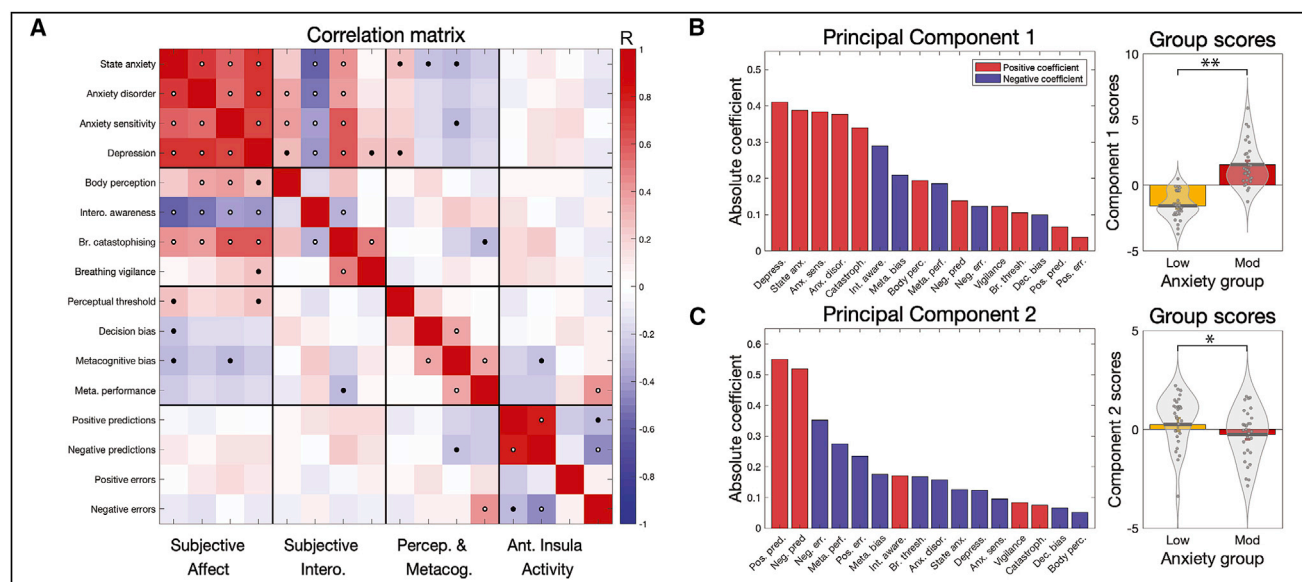 A
Correlation matrix
R
State anxiety
Anxiety disorder
Anxiety sensitivity
Depression
Body perception
Intero. awareness
Br. catastophising
Breathing vigilance
Perceptual threshold
Decision bias
Metacognitive bias
Meta. performance
Positive predictions
Negative predictions
Positive errors
Negative errors
1
0.8
0.6
0.4
0.2
0
-0.2
-0.4
-0.6
-0.8
-1
Subjective Subjective Percep. & Ant. Insula
Affect Intero. Metacog. Activity
B
Principal Component 1
Positive coefficient
Negative coefficient
Absolute coefficient
0.5
0.4
0.3
0.2
0.1
0
Depress.
State anx.
Anx. sens.
Anx. disor.
Catastroph.
Int. aware.
Meta. bias
Body perc.
Meta. perf.
Neg. pred
Neg. err.
Vigilance
Br. thresh.
Dec. bias
Pos. pred.
Pos. err.
Group scores
**
Component 1 scores
10
5
0
-5
Low Mod
Anxiety group
C
Principal Component 2
Absolute coefficient
0.6
0.5
0.4
0.3
0.2
0.1
0
Pos. pred.
Neg. pred
Neg. err.
Meta. perf.
Pos. err.
Meta. bias
Int. aware.
Br. thresh.
Anx. disor.
State anx.
Depress.
Anx. sens.
Vigilance
Catastroph.
Dec. bias
Body perc.
Group scores
*
Component 2 scores
5
0
-5
Low Mod
Anxiety group